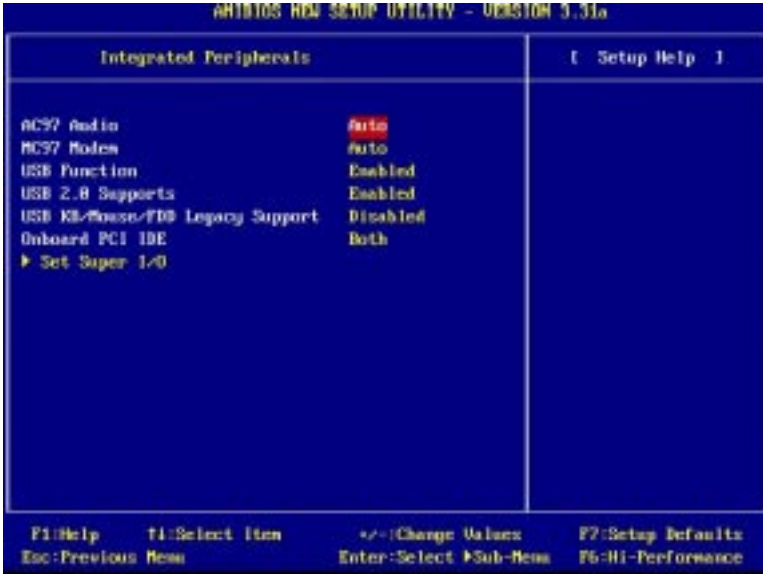 AMIBIOS NEW SETUP UTILITY - VERSION 3.31a
Integrated Peripherals
[ Setup Help ]
AC97 Audio Auto
MC97 Modem Auto
USB Function Enabled
USB 2.0 Supports Enabled
USB KB/Mouse/FDD Legacy Support Disabled
Onboard PCI IDE Both
▶ Set Super I/O
F1:Help ↑↓:Select Item +/-:Change Values F7:Setup Defaults
Esc:Previous Menu Enter:Select ▶Sub-Menu F6:Hi-Performance